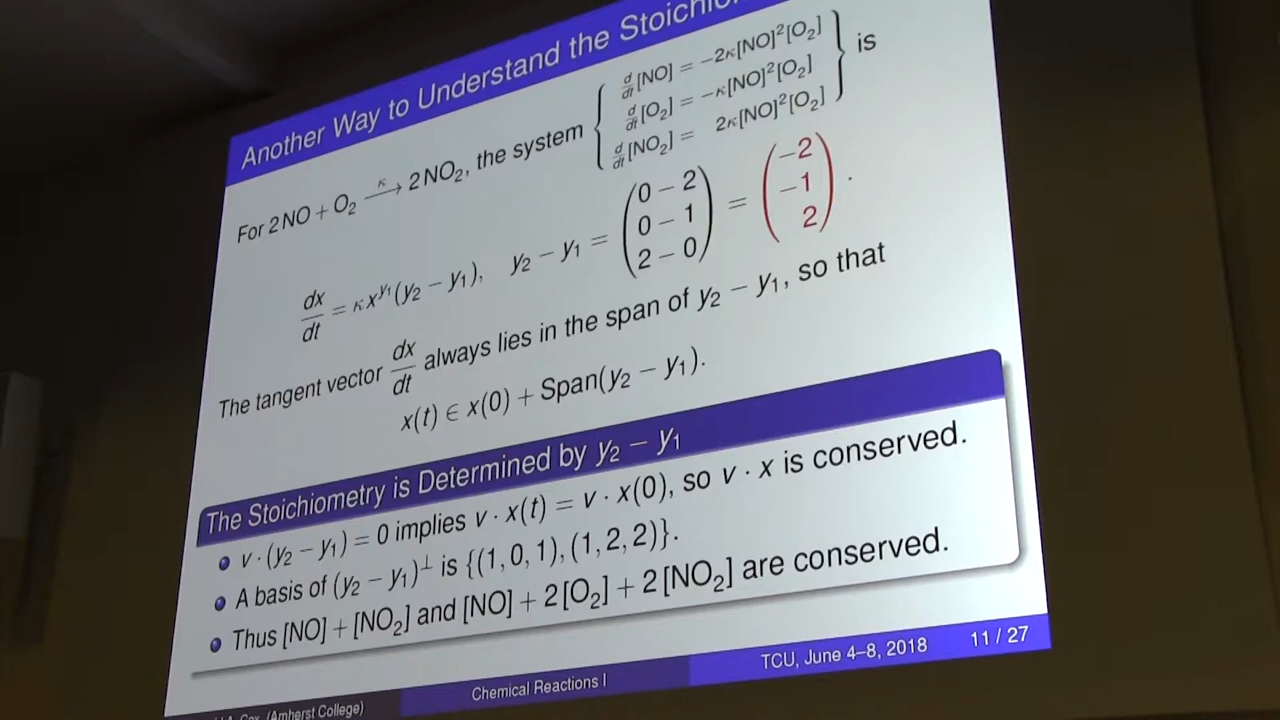 Another Way to Understand the
For 2 NO + O₂ —κ→ 2 NO₂, the system { d/dt[NO] = −2κ[NO]²[O₂] d/dt[O₂] = −κ[NO]²[O₂] d/dt[NO₂] = 2κ[NO]²[O₂] } is
dx/dt = κx^{y₁}(y₂ − y₁), y₂ − y₁ = (0 − 2 0 − 1 2 − 0) = (−2 −1 2).
The tangent vector dx/dt always lies in the span of y₂ − y₁, so that
x(t) ∈ x(0) + Span(y₂ − y₁).
The Stoichiometry is Determined by y₂ − y₁
• v · (y₂ − y₁) = 0 implies v · x(t) = v · x(0), so v · x is conserved.
• A basis of (y₂ − y₁)^⊥ is {(1, 0, 1), (1, 2, 2)}.
• Thus [NO] + [NO₂] and [NO] + 2 [O₂] + 2 [NO₂] are conserved.
(Amherst College) Chemical Reactions I TCU, June 4–8, 2018 11 / 27